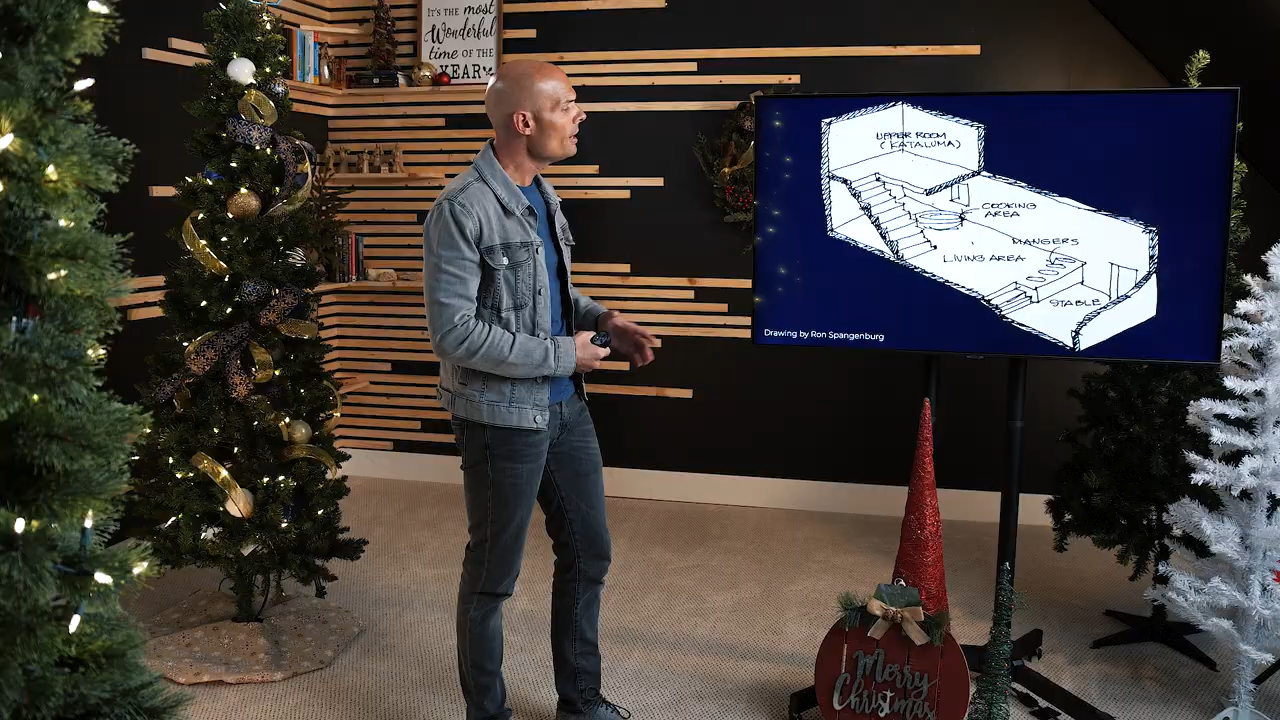 IT'S THE most
Wonderful
time OF THE
YEAR
UPPER ROOM
(KATALUMA)
COOKING
AREA
MANGERS
LIVING AREA
STABLE
Drawing by Ron Spangenburg
Merry
Christmas